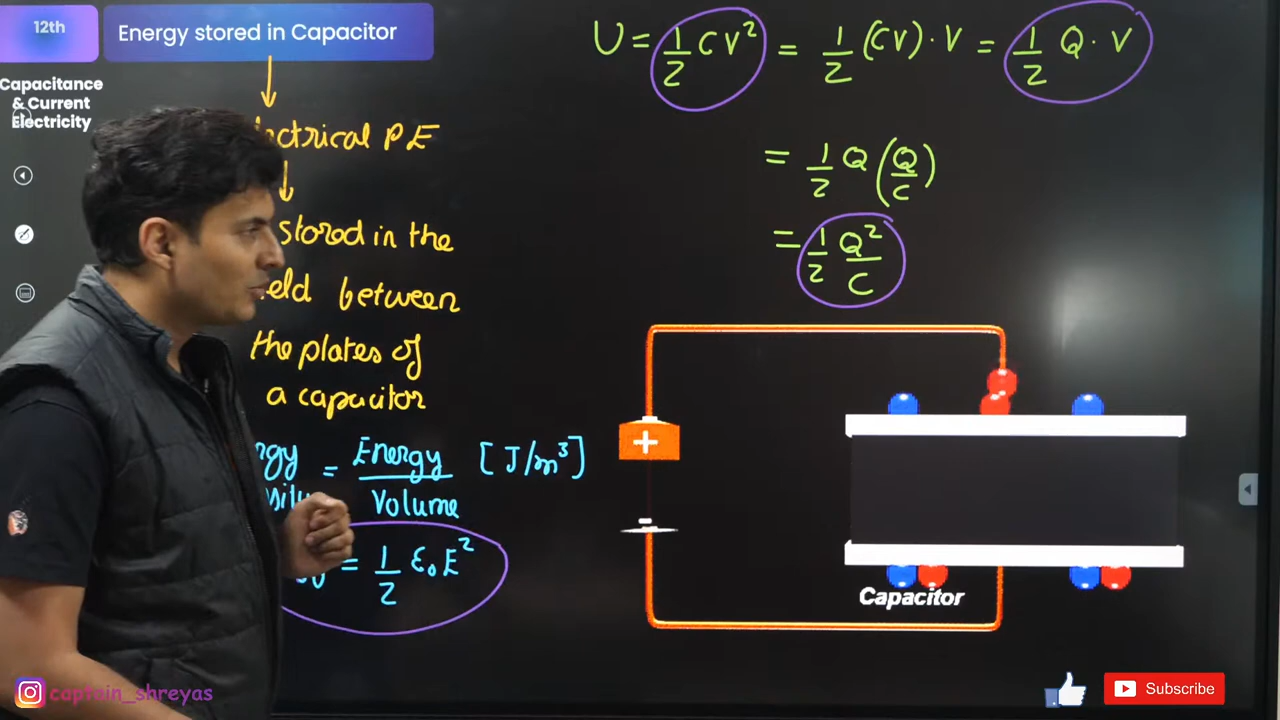 12th
Energy stored in Capacitor
Capacitance
& Current
Electricity
U = 1/2 CV² = 1/2 (CV) · V = 1/2 Q · V
= 1/2 Q (Q/C)
= 1/2 Q²/C
PE
stored in the
between
the plates of
a capacitor
= Energy/Volume [J/m³]
= 1/2 ε₀E²
+
Capacitor
captain_shreyas
Subscribe